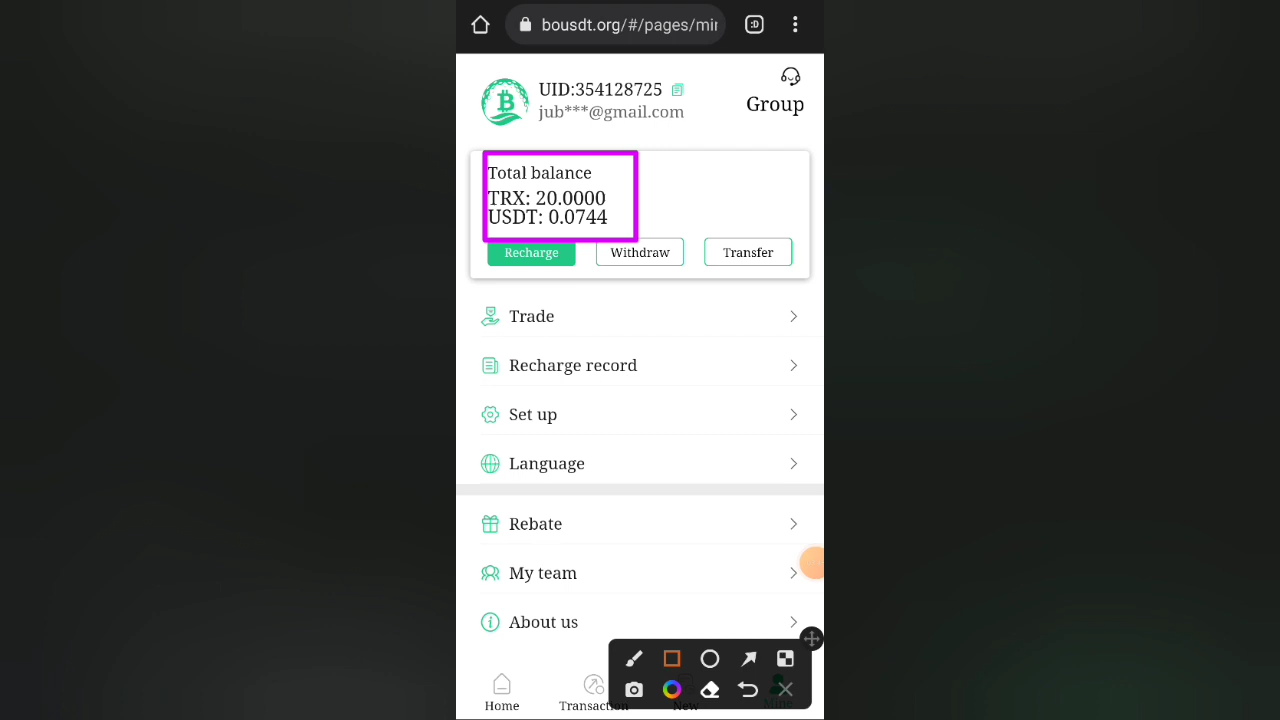 bousdt.org/#/pages/mir
:D
UID:354128725
jub***@gmail.com
Group
Total balance
TRX: 20.0000
USDT: 0.0744
Recharge
Withdraw
Transfer
Trade
Recharge record
Set up
Language
Rebate
My team
About us
Home
Transaction
New
Mine